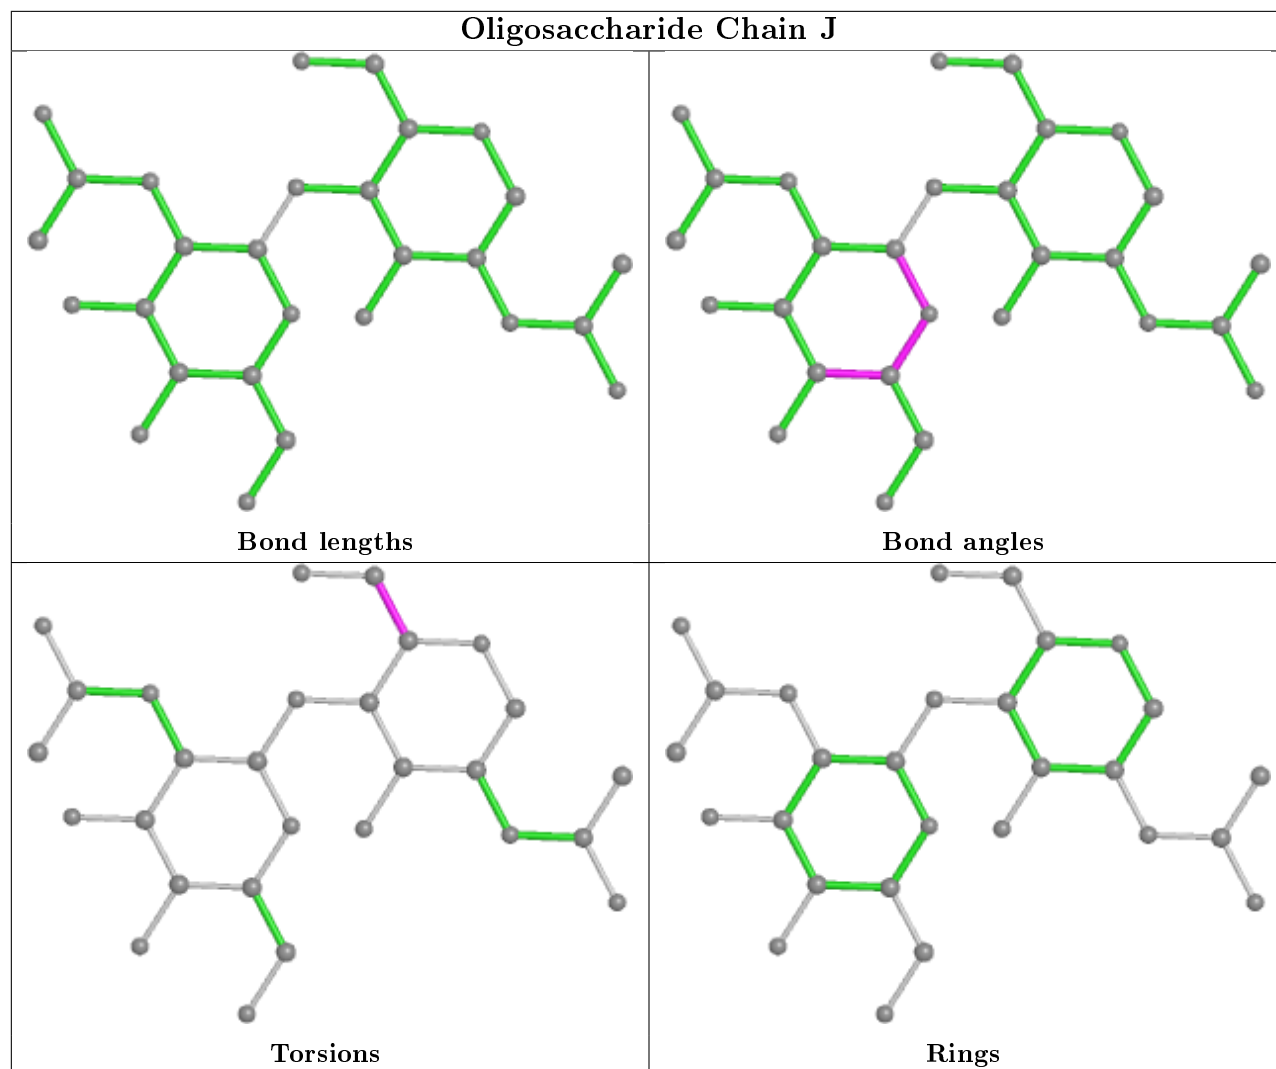 Oligosaccharide Chain J
Bond lengths
Bond angles
Torsions
Rings